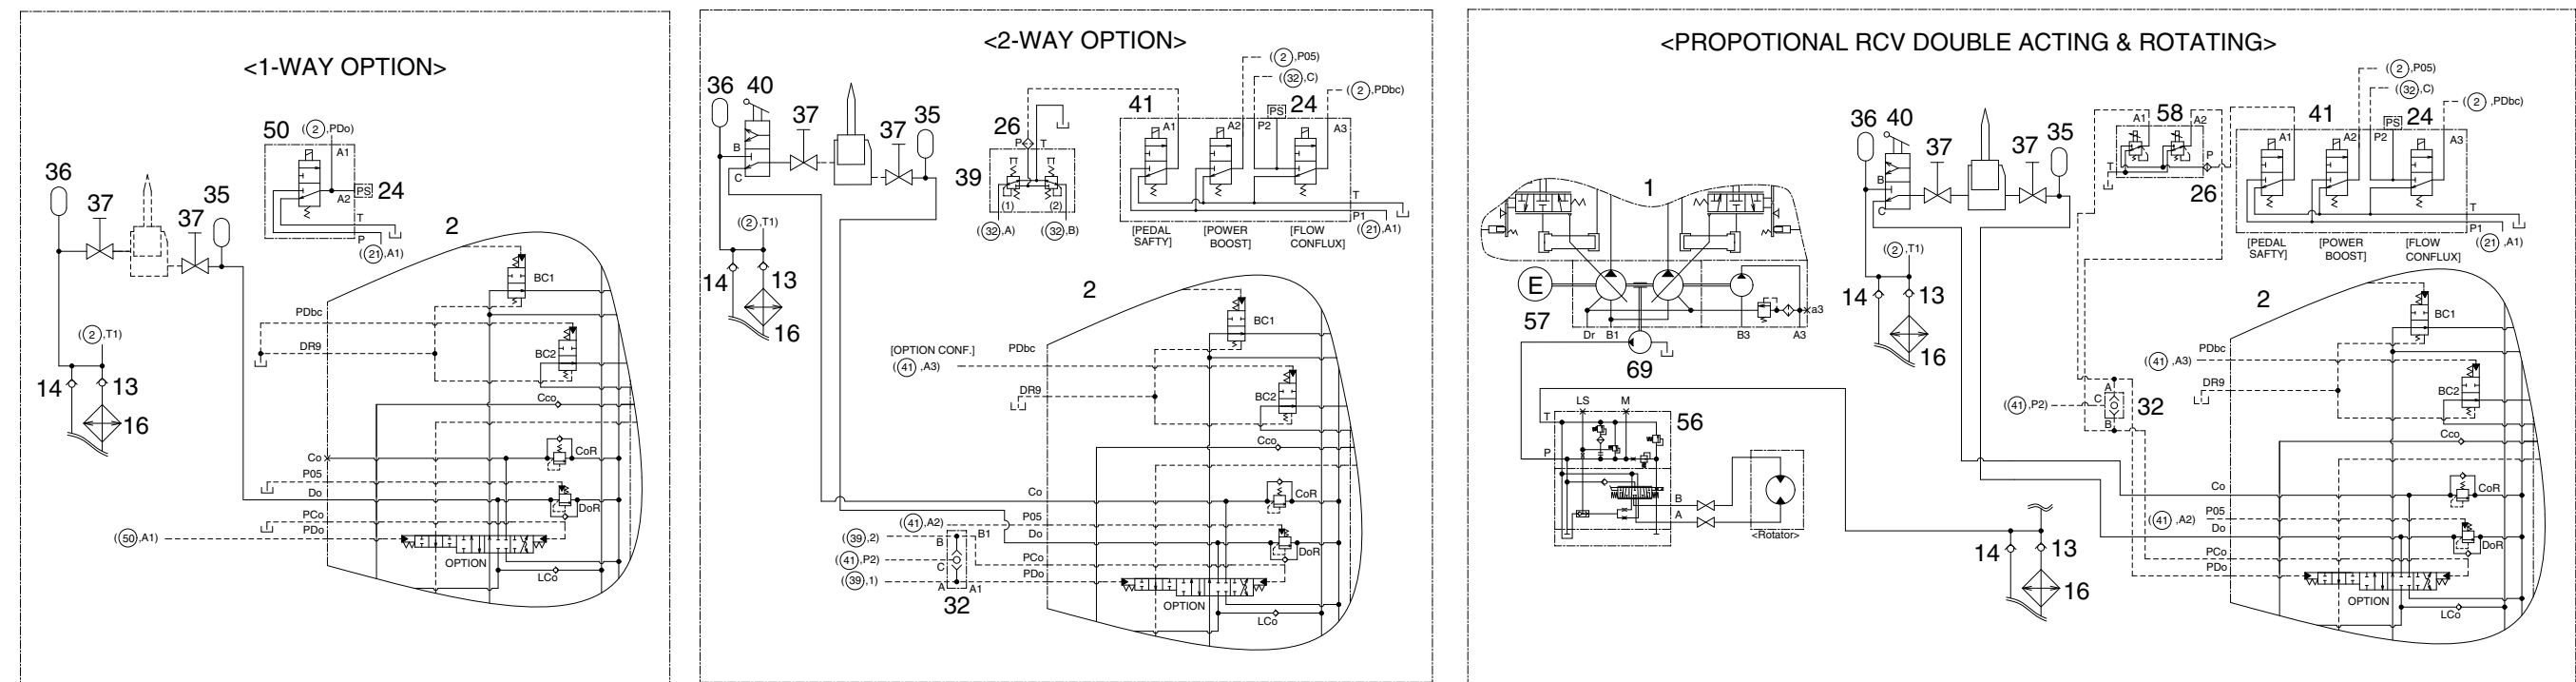 <1-WAY OPTION>
50
((2),PDo)
A1
36
PS
24
A2
37
35
37
T
P
((21),A1)
2
BC1
PDbc
((2),T1)
DR9
BC2
14
13
Cco
16
CoR
Co
P05
Do
DoR
PCo
PDo
((50),A1)
OPTION
LCo
<2-WAY OPTION>
((2),P05)
((32),C)
36
40
((2),PDbc)
41
PS
24
37
35
37
26
A1
A2
P2
A3
P
T
B
C
39
(1)
(2)
T
P1
((2),T1)
((32),A)
((32),B)
[PEDAL
SAFTY]
[POWER
BOOST]
[FLOW
CONFLUX]
((21),A1)
14
13
2
16
BC1
[OPTION CONF.]
PDbc
((41),A3)
DR9
BC2
Cco
Co
CoR
((41),A2)
P05
((39),2)
B
B1
Do
DoR
((41),P2)
C
PCo
((39),1)
A
A1
PDo
32
OPTION
LCo
<PROPOTIONAL RCV DOUBLE ACTING & ROTATING>
((2),P05)
((32),C)
36
40
58
41
PS
24
((2),PDbc)
37
37
35
A1
A2
A1
A2
P2
A3
P
B
T
26
C
1
T
P1
((2),T1)
[PEDAL
SAFTY]
[POWER
BOOST]
[FLOW
CONFLUX]
((21),A1)
E
14
13
2
57
a3
BC1
Dr
B1
B3
A3
16
69
PDbc
((41),A3)
DR9
BC2
A
LS
M
((41),P2)
C
32
T
56
B
Cco
P
Co
CoR
B
A
P05
((41),A2)
Do
<Rotator>
DoR
14
13
PCo
PDo
16
OPTION
LCo